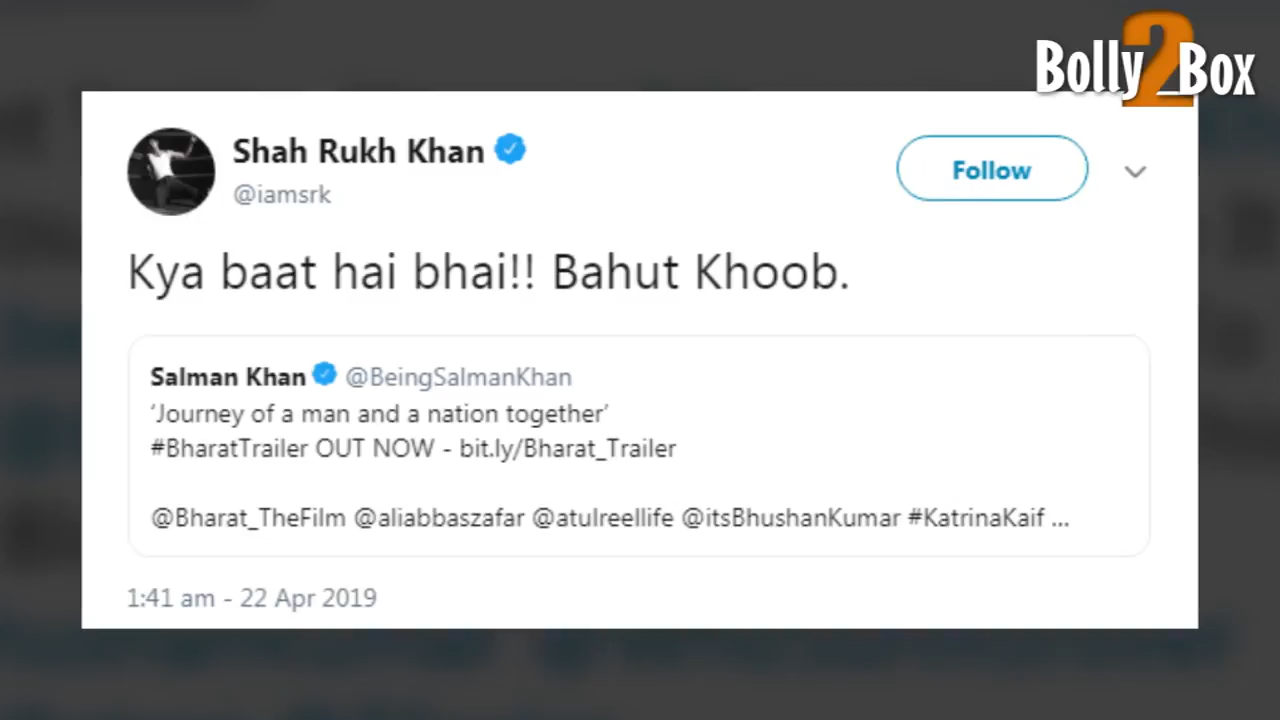 Bolly2Box
Shah Rukh Khan
@iamsrk
Follow
Kya baat hai bhai!! Bahut Khoob.
Salman Khan @BeingSalmanKhan
‘Journey of a man and a nation together’
#BharatTrailer OUT NOW - bit.ly/Bharat_Trailer
@Bharat_TheFilm @aliabbaszafar @atulreellife @itsBhushanKumar #KatrinaKaif ...
1:41 am - 22 Apr 2019